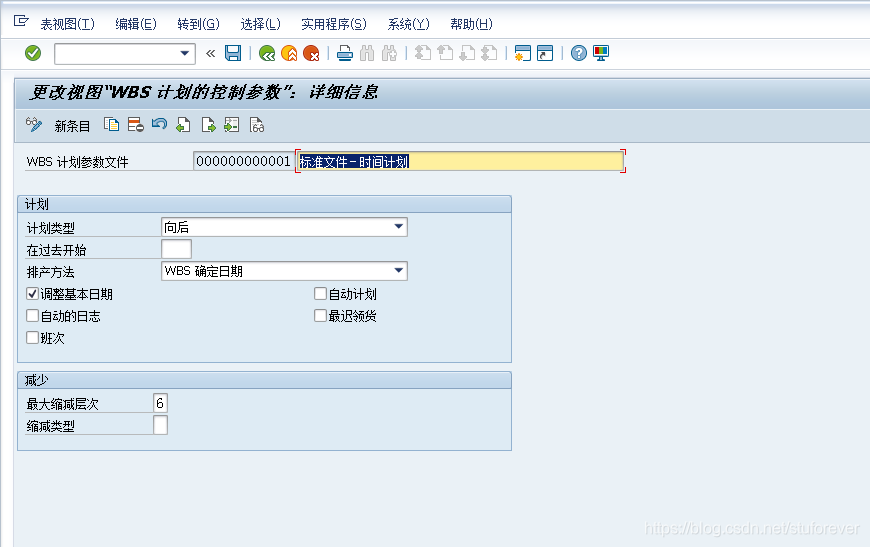 表视图(T) 编辑(E) 转到(G) 选择(L) 实用程序(S) 系统(Y) 帮助(H)
更改视图“WBS 计划的控制参数”：详细信息
新条目
WBS 计划参数文件 000000000001 标准文件－时间计划
计划
计划类型 向后
在过去开始
排产方法 WBS 确定日期
调整基本日期 自动计划
自动的日志 最迟领货
班次
减少
最大缩减层次 6
缩减类型
https://blog.csdn.net/stuforever